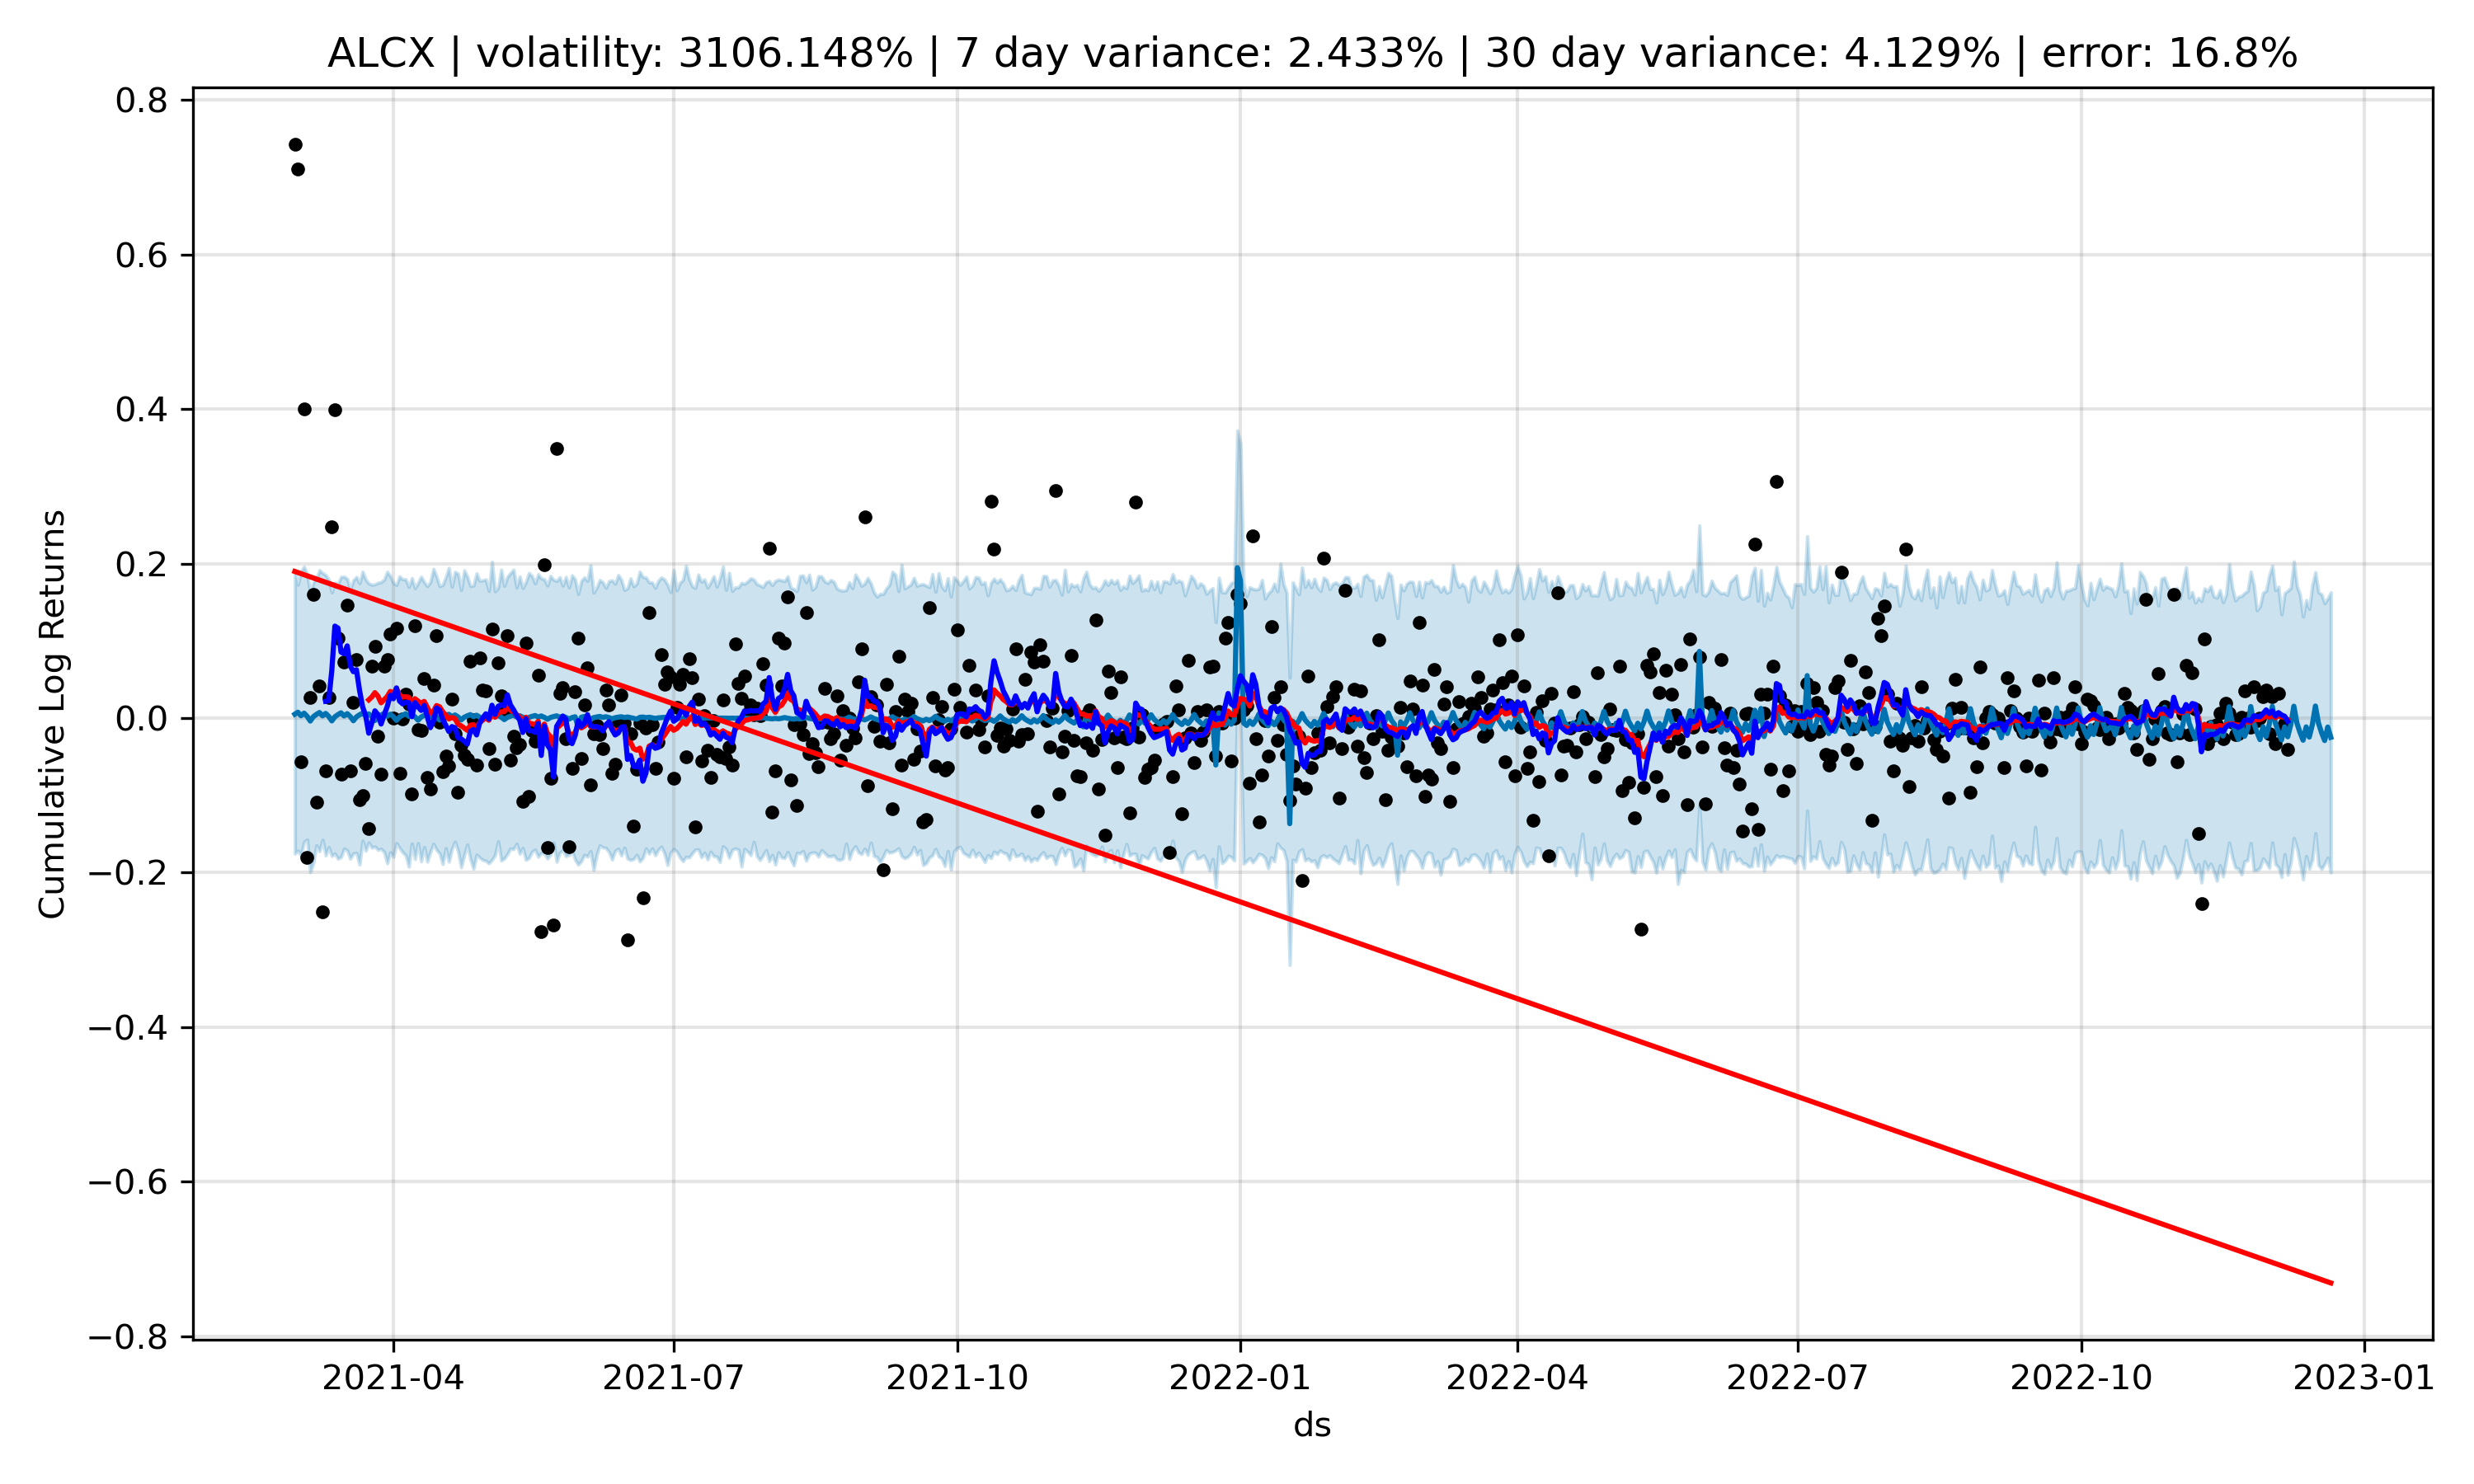 ALCX | volatility: 3106.148% | 7 day variance: 2.433% | 30 day variance: 4.129% | error: 16.8%
0.8
0.6
0.4
0.2
0.0
−0.2
−0.4
−0.6
−0.8
Cumulative Log Returns
2021-04 2021-07 2021-10 2022-01 2022-04 2022-07 2022-10 2023-01
ds